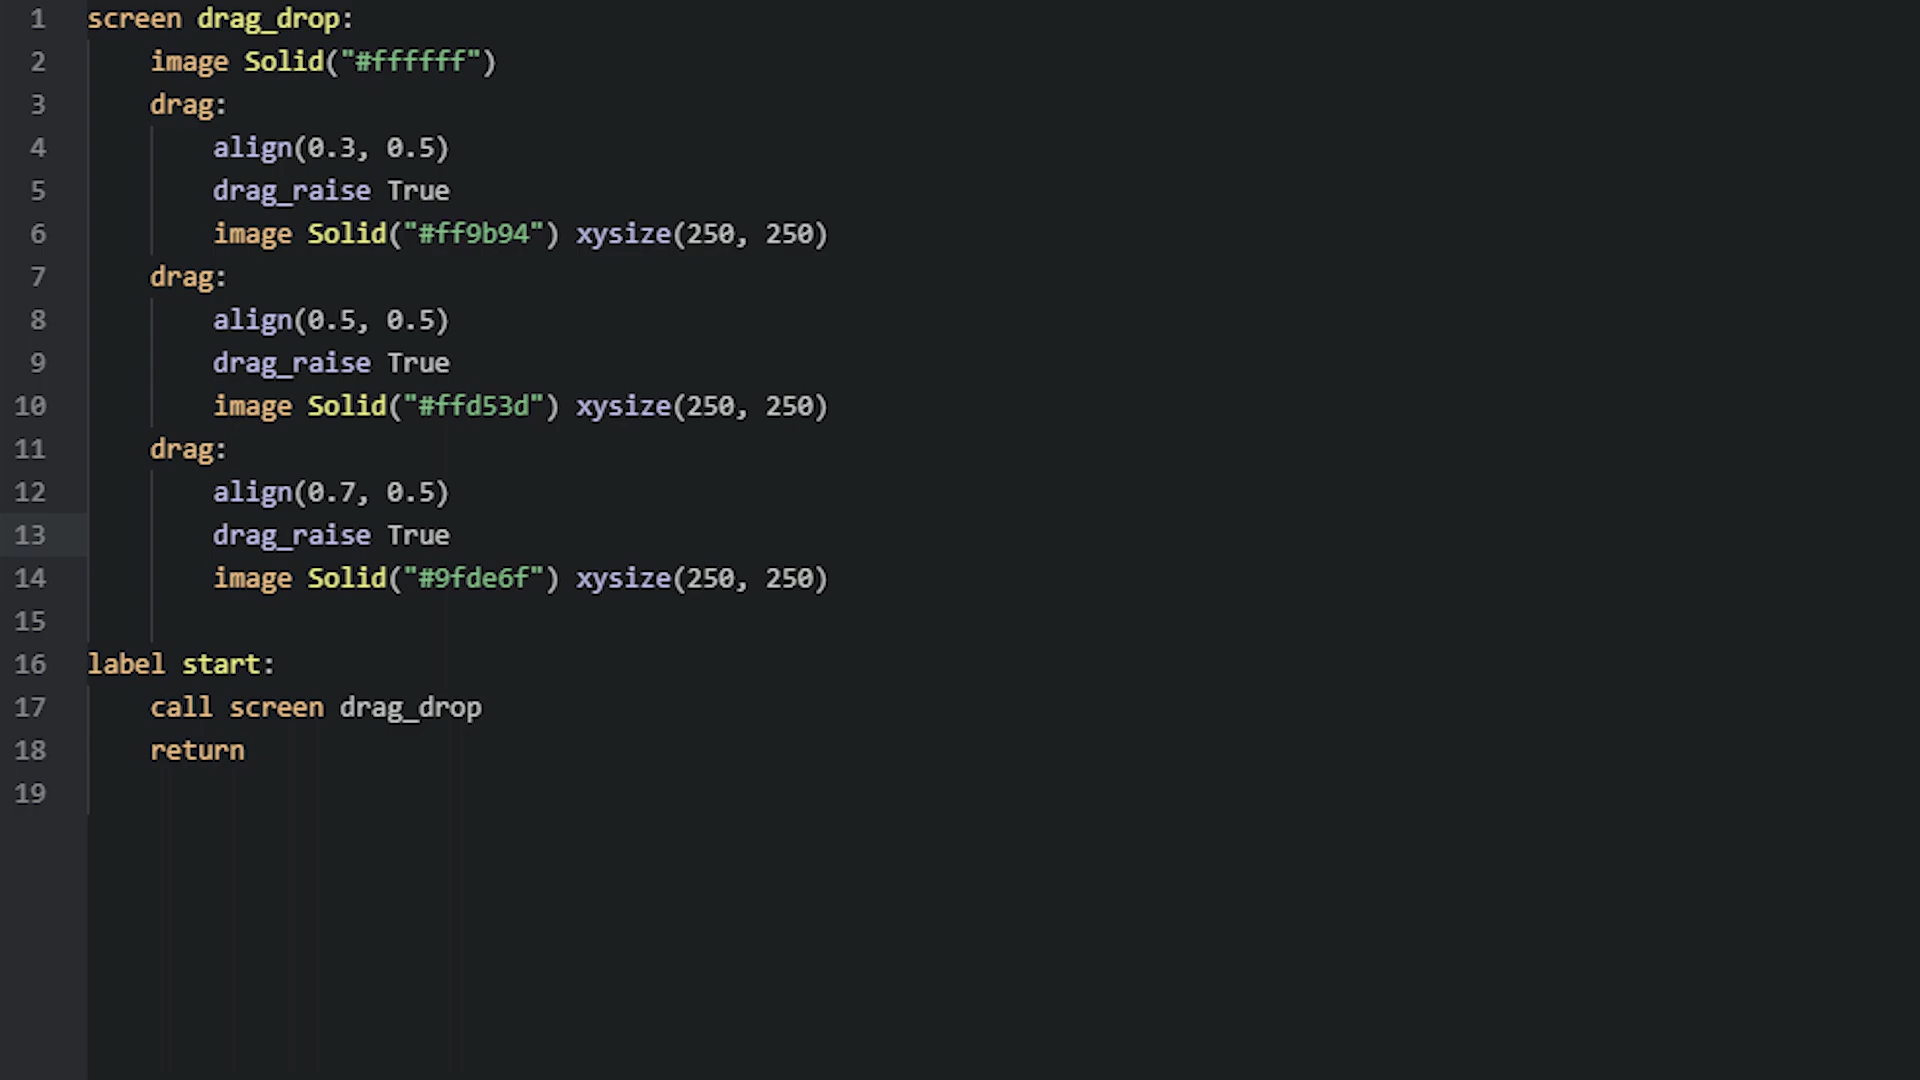 1 screen drag_drop:
2     image Solid("#ffffff")
3     drag:
4         align(0.3, 0.5)
5         drag_raise True
6         image Solid("#ff9b94") xysize(250, 250)
7     drag:
8         align(0.5, 0.5)
9         drag_raise True
10         image Solid("#ffd53d") xysize(250, 250)
11     drag:
12         align(0.7, 0.5)
13         drag_raise True
14         image Solid("#9fde6f") xysize(250, 250)
15
16 label start:
17     call screen drag_drop
18     return
19